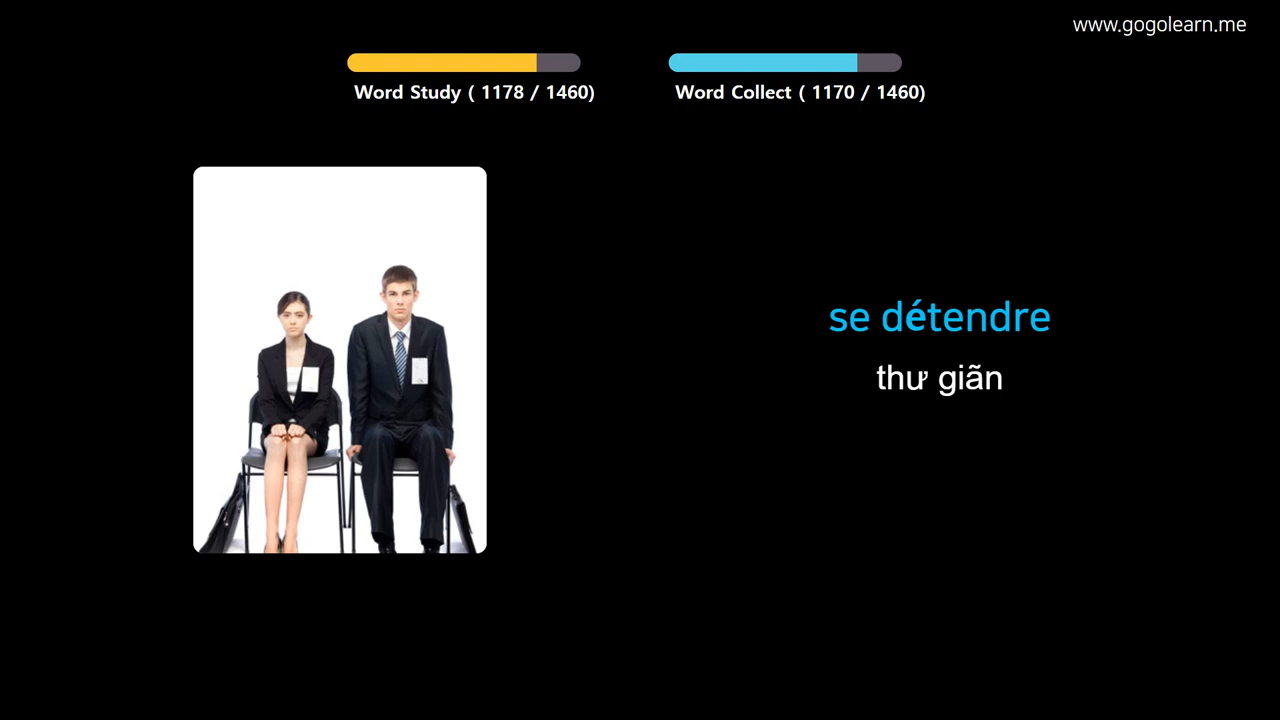 www.gogolearn.me
Word Study ( 1178 / 1460)
Word Collect ( 1170 / 1460)
se détendre
thư giãn